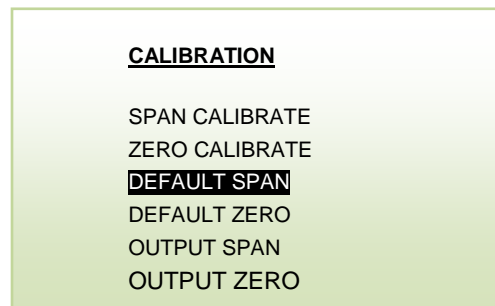 CALIBRATION
SPAN CALIBRATE
ZERO CALIBRATE
DEFAULT SPAN
DEFAULT ZERO
OUTPUT SPAN
OUTPUT ZERO